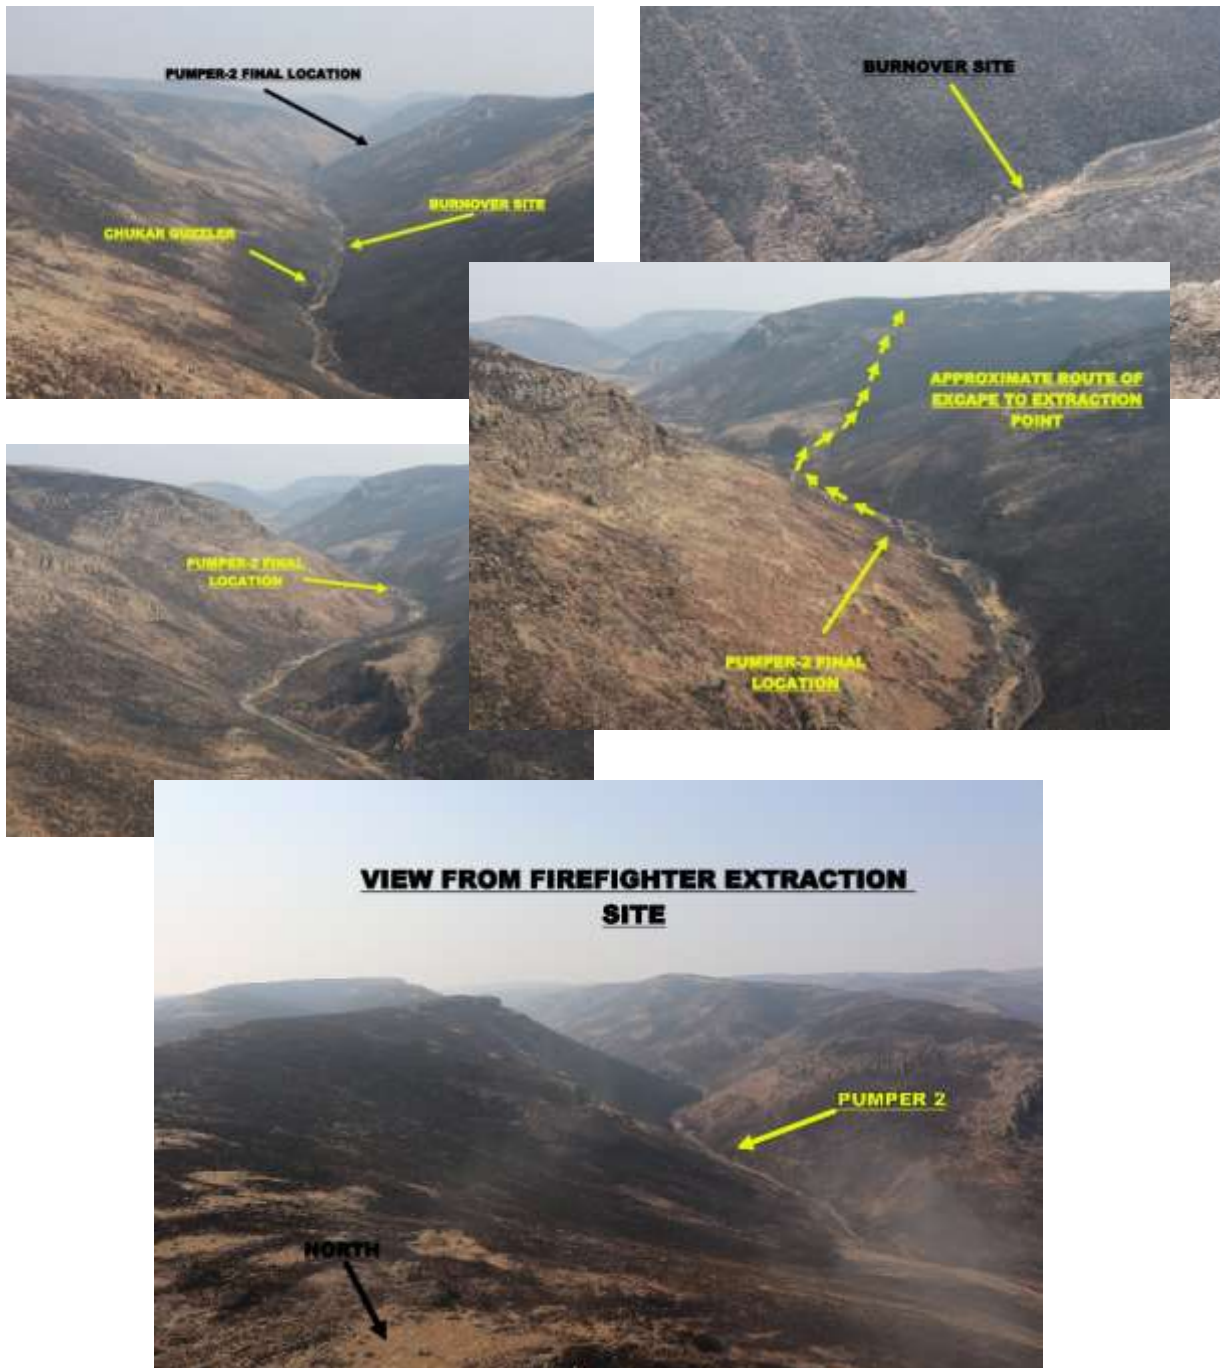 PUMPER-2 FINAL LOCATION
BURNOVER SITE
CHUKAR GUZZLER
BURNOVER SITE
APPROXIMATE ROUTE OF
EXCAPE TO EXTRACTION
POINT
PUMPER-2 FINAL
LOCATION
PUMPER-2 FINAL
LOCATION
VIEW FROM FIREFIGHTER EXTRACTION
SITE
PUMPER 2
NORTH